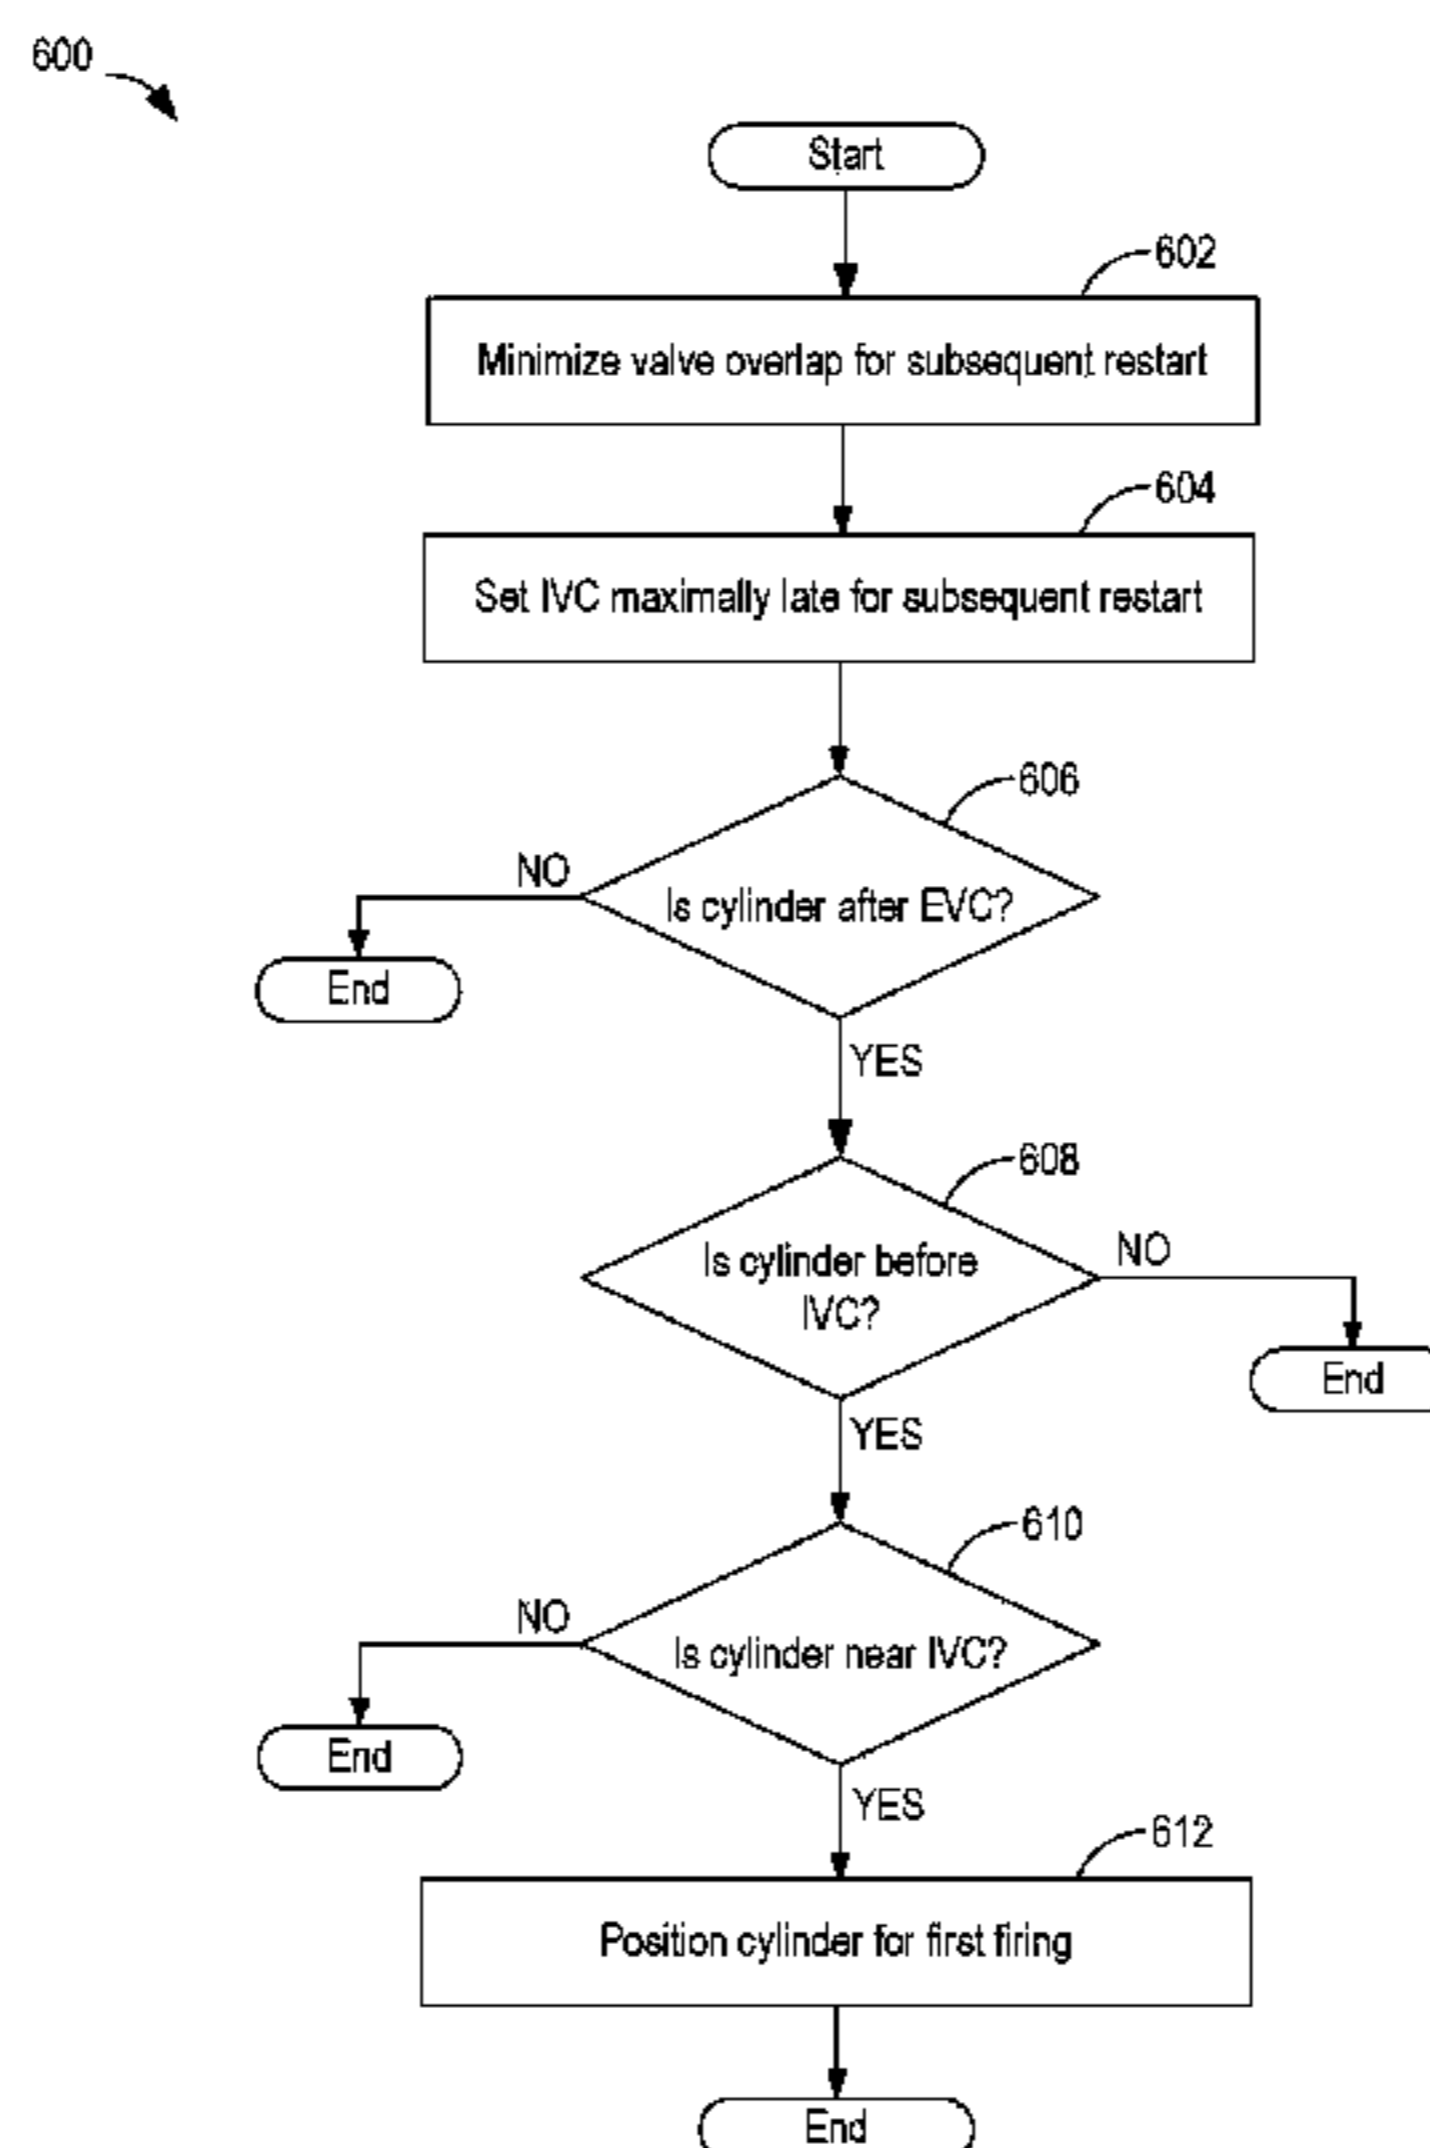 600
Start
602
Minimize valve overlap for subsequent restart
604
Set IVC maximally late for subsequent restart
606
NO
Is cylinder after EVC?
End
YES
608
Is cylinder before
IVC?
NO
End
YES
610
NO
Is cylinder near IVC?
End
YES
612
Position cylinder for first firing
End